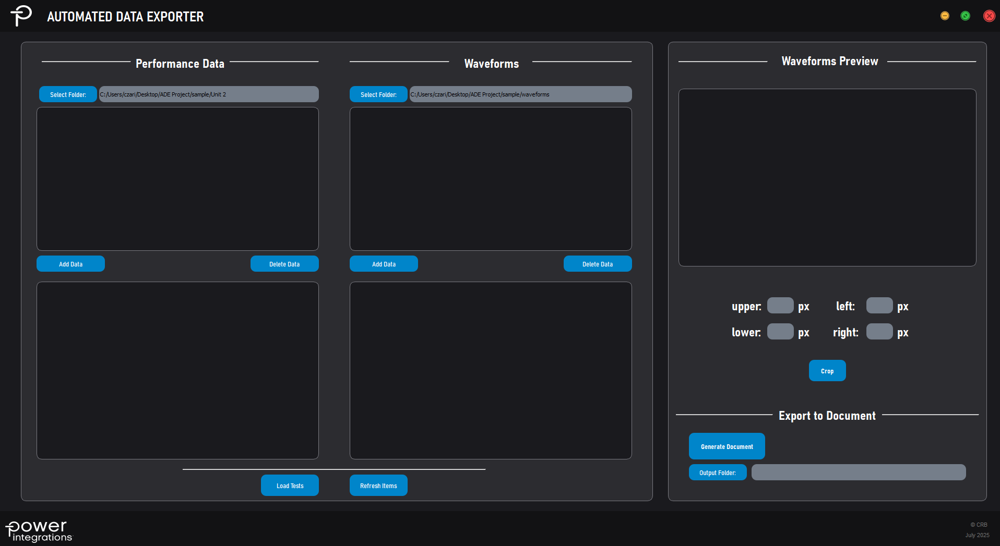 AUTOMATED DATA EXPORTER
Performance Data
Select Folder:
C:/Users/czari/Desktop/ADE Project/sample/Unit 2
Add Data
Delete Data
Waveforms
Select Folder:
C:/Users/czari/Desktop/ADE Project/sample/waveforms
Add Data
Delete Data
Load Tests
Refresh Items
Waveforms Preview
upper: px
left: px
lower: px
right: px
Crop
Export to Document
Generate Document
Output Folder:
power
integrations
© CRB
July 2025